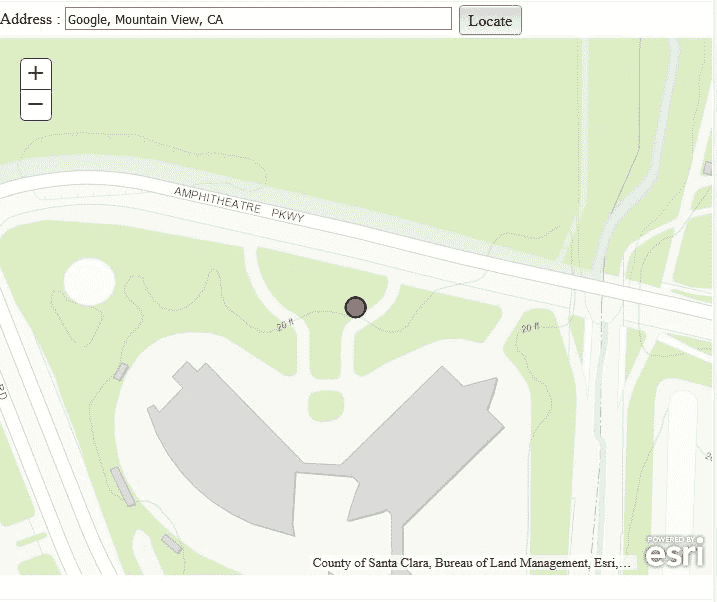 Address : Google, Mountain View, CA Locate
+
−
AMPHITHEATRE PKWY
20 ft
20 ft
RD
County of Santa Clara, Bureau of Land Management, Esri,...
POWERED BY
esri